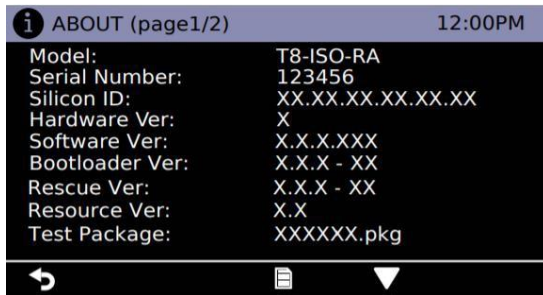 i ABOUT (page1/2) 12:00PM
Model: T8-ISO-RA
Serial Number: 123456
Silicon ID: XX.XX.XX.XX.XX.XX
Hardware Ver: X
Software Ver: X.X.X.XXX
Bootloader Ver: X.X.X - XX
Rescue Ver: X.X.X - XX
Resource Ver: X.X
Test Package: XXXXXX.pkg